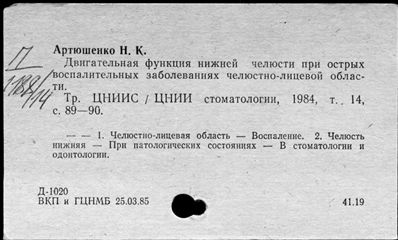 Артюшенко Н. К.
Двигательная функция нижней челюсти при острых
воспалительных заболеваниях челюстно-лицевой облас-
ти.
Тр. ЦНИИС / ЦНИИ стоматологии, 1984, т. 14,
с. 89—90.
— — 1. Челюстно-лицевая область — Воспаление. 2. Челюсть
нижняя — При патологических состояниях — В стоматологии и
одонтологии.
Д-1020
ВКП и ГЦНМБ 25.03.85 41.19